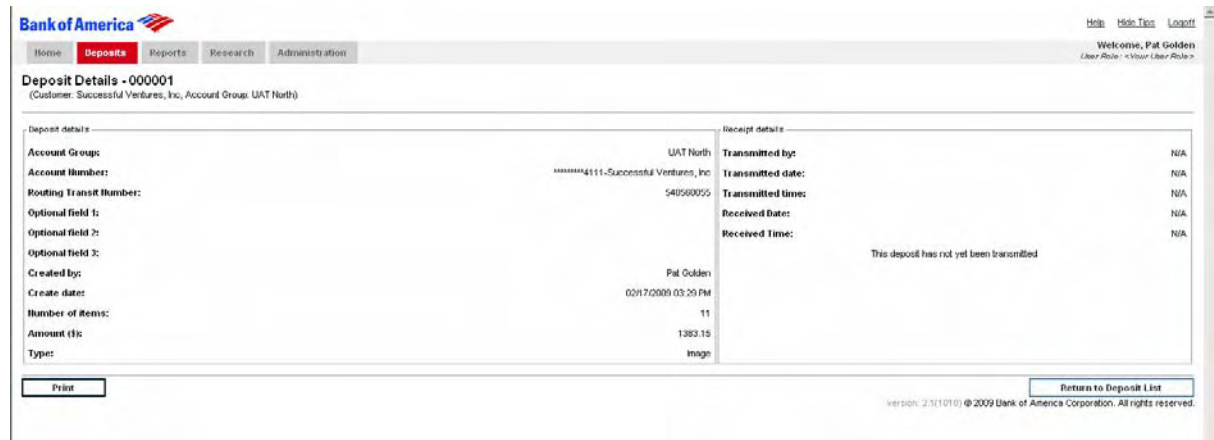 Bank of America
Help Hide Tips Logoff
Home Deposits Reports Research Administration
Welcome, Pat Golden
User Role: <Your User Role>
Deposit Details - 000001
(Customer: Successful Ventures, Inc, Account Group: UAT North)
Deposit details
Account Group: UAT North
Account Number: *********4111-Successful Ventures, Inc
Routing Transit Number: 540560055
Optional field 1:
Optional field 2:
Optional field 3:
Created by: Pat Golden
Create date: 02/17/2009 03:29 PM
Number of items: 11
Amount ($): 1383.15
Type: Image
Receipt details
Transmitted by: N/A
Transmitted date: N/A
Transmitted time: N/A
Received Date: N/A
Received Time: N/A
This deposit has not yet been transmitted
Print
Return to Deposit List
version: 2.1(1010) @ 2009 Bank of America Corporation. All rights reserved.